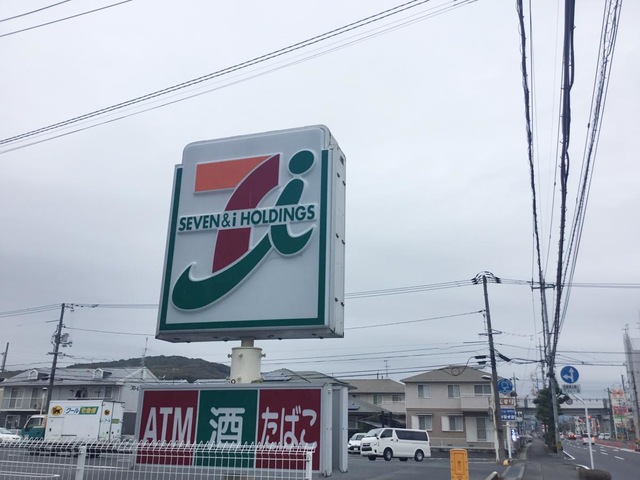 SEVEN&i HOLDINGS
ATM 酒 たばこ